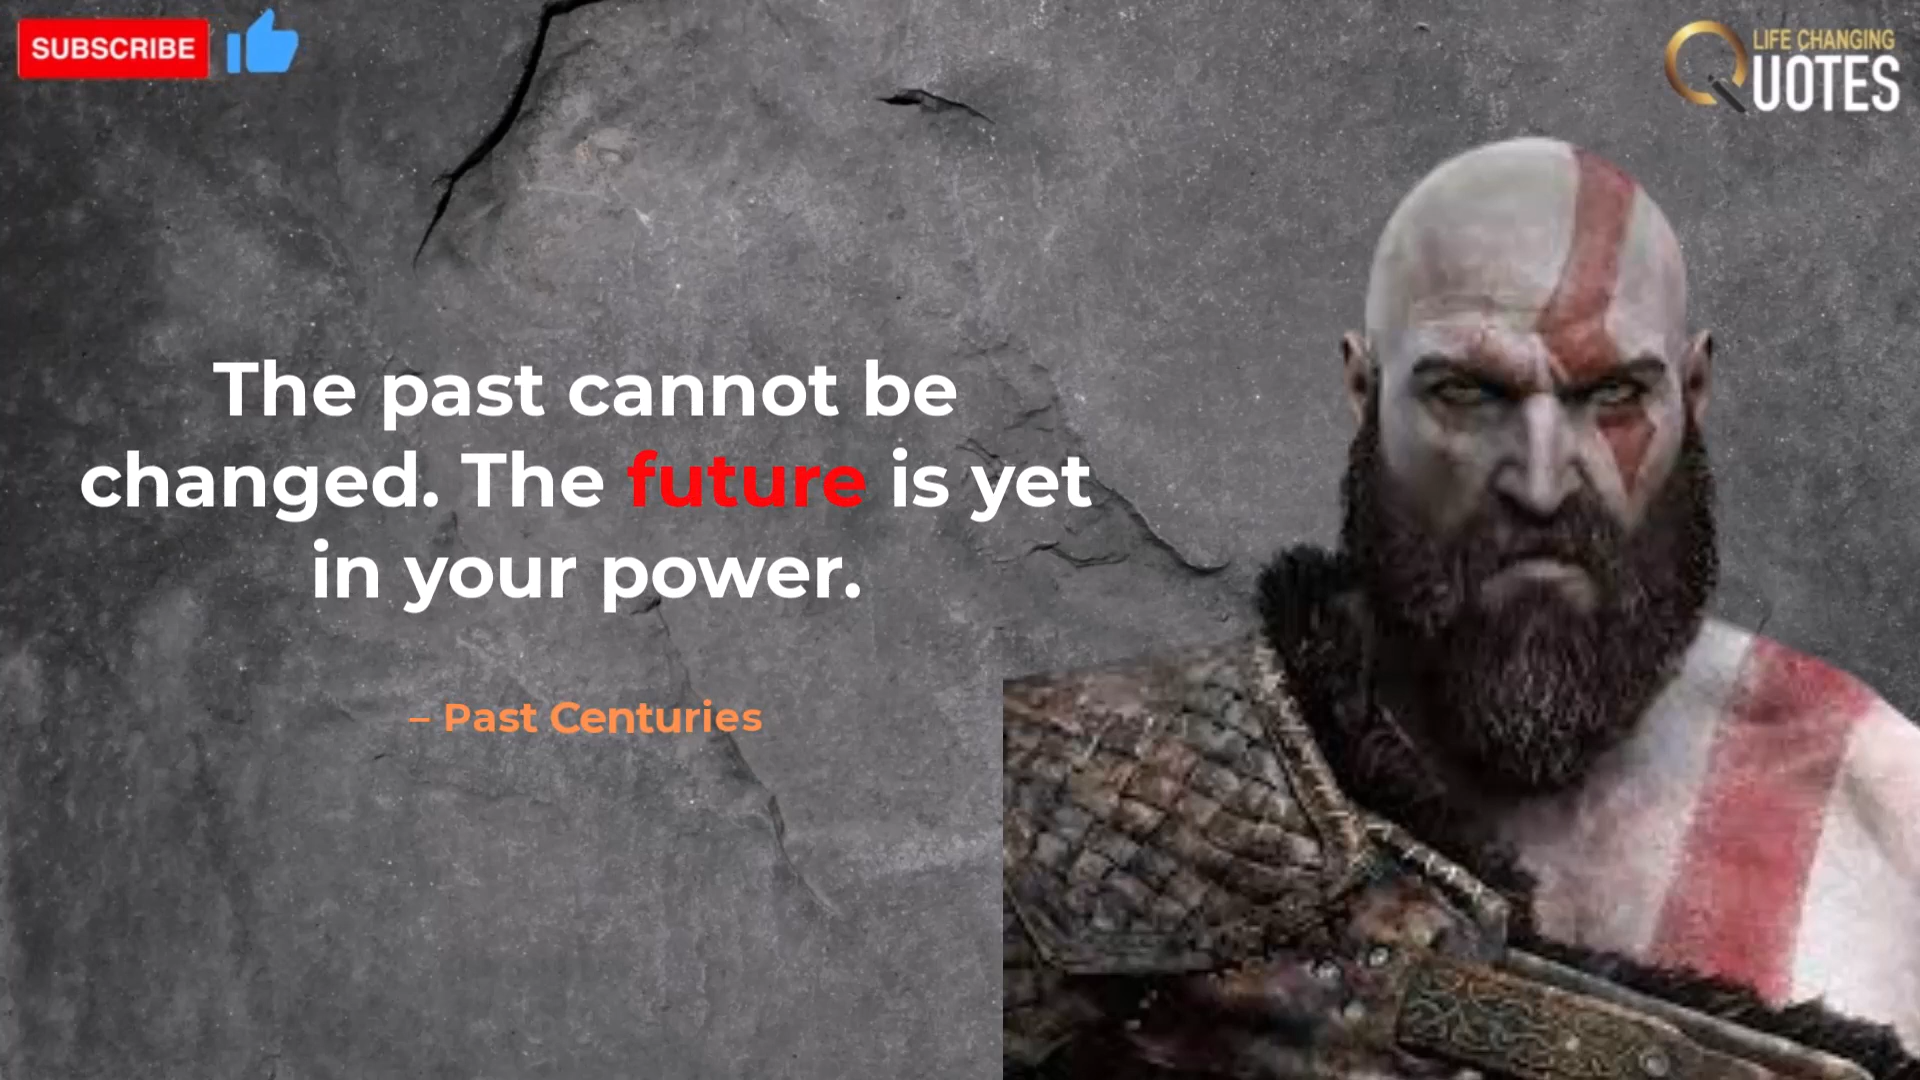 SUBSCRIBE
LIFE CHANGING
QUOTES
The past cannot be
changed. The future is yet
in your power.
– Past Centuries